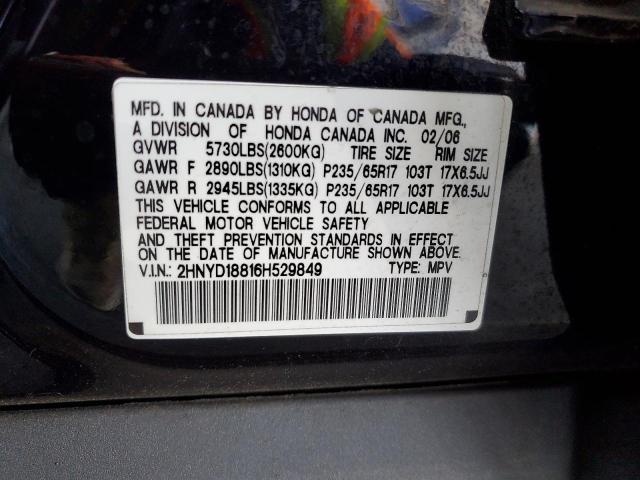 MFD. IN CANADA BY HONDA OF CANADA MFG.,
A DIVISION OF HONDA CANADA INC. 02/06
GVWR 5730LBS(2600KG) TIRE SIZE RIM SIZE
GAWR F 2890LBS(1310KG) P235/65R17 103T 17X6.5JJ
GAWR R 2945LBS(1335KG) P235/65R17 103T 17X6.5JJ
THIS VEHICLE CONFORMS TO ALL APPLICABLE
FEDERAL MOTOR VEHICLE SAFETY
AND THEFT PREVENTION STANDARDS IN EFFECT
ON THE DATE OF MANUFACTURE SHOWN ABOVE.
V.I.N.: 2HNYD18816H529849 TYPE: MPV